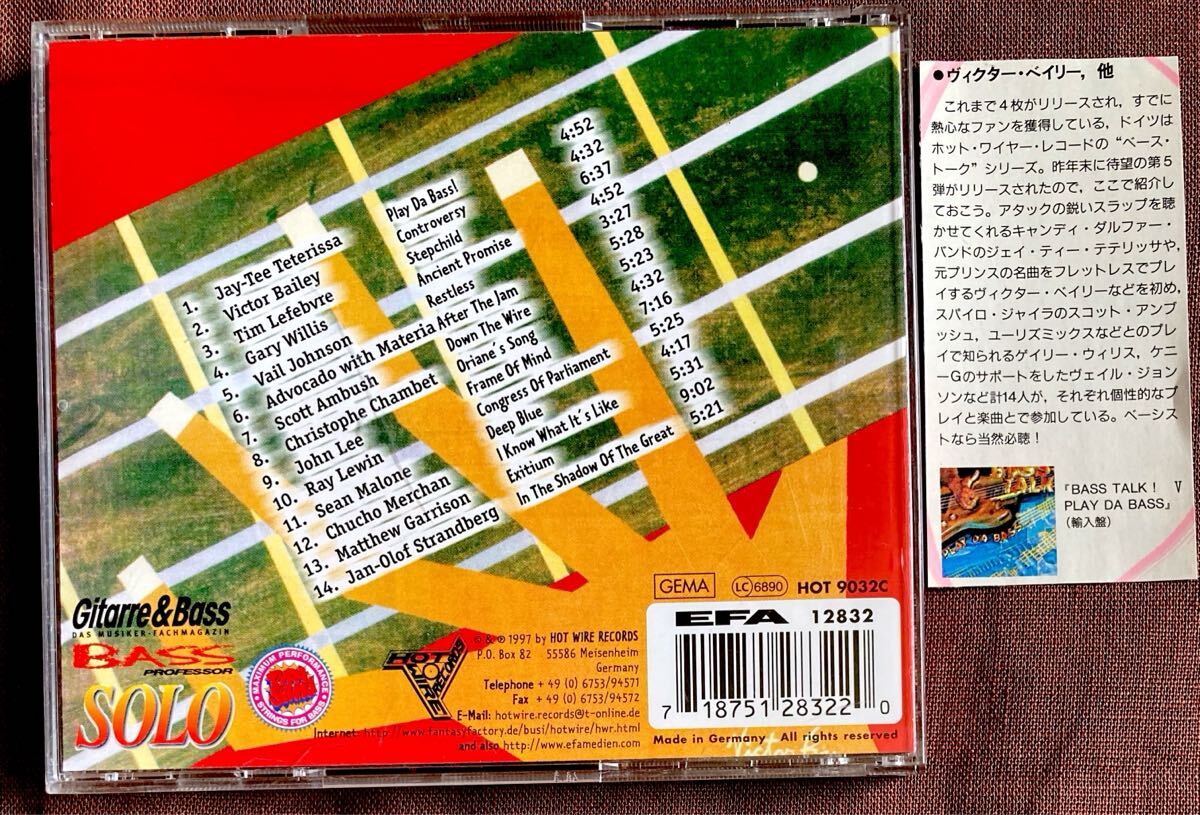 1. Jay-Tee Teterissa Play Da Bass! 4:52
2. Victor Bailey Controversy 4:32
3. Tim Lefebvre Stepchild 6:37
4. Gary Willis Ancient Promise 4:52
5. Vail Johnson Restless 3:27
6. Advocado with Materia After The Jam 5:28
7. Scott Ambush Down The Wire 5:23
8. Christophe Chambet Oriane's Song 4:32
9. John Lee Frame Of Mind 7:16
10. Ray Lewin Congress Of Parliament 5:25
11. Sean Malone Deep Blue 4:17
12. Chucho Merchan I Know What It's Like 5:31
13. Matthew Garrison Exitium 9:02
14. Jan-Olof Strandberg In The Shadow Of The Great 5:21
Gitarre & Bass
DAS MUSIKER-FACHMAGAZIN
BASS
PROFESSOR
SOLO
MAXIMUM PERFORMANCE
STRINGS FOR BASS
HOT WIRE RECORDS
© & ℗ 1997 by HOT WIRE RECORDS
P.O. Box 82 55586 Meisenheim
Germany
Telephone + 49 (0) 6753/94571
Fax + 49 (0) 6753/94572
E-Mail: hotwire.records@t-online.de
Internet: http://www.fantasyfactory.de/busi/hotwire/hwr.html
and also http://www.efamedien.com
GEMA LC 6890 HOT 9032C
EFA 12832
7 18751 28322 0
Made in Germany All rights reserved
●ヴィクター・ベイリー，他
これまで４枚がリリースされ，すでに
熱心なファンを獲得している，ドイツは
ホット・ワイヤー・レコードの“ベース・
トーク”シリーズ。昨年末に待望の第５
弾がリリースされたので，ここで紹介し
ておこう。アタックの鋭いスラップを聴
かせてくれるキャンディ・ダルファー・
バンドのジェイ・ティー・テテリッサや，
元プリンスの名曲をフレットレスでプレ
イするヴィクター・ベイリーなどを初め，
スパイロ・ジャイラのスコット・アンブ
ッシュ，ユーリズミックスなどとのプレ
イで知られるゲイリー・ウィリス，ケニ
ーGのサポートをしたヴェイル・ジョン
ソンなど計14人が，それぞれ個性的なプ
レイと楽曲とで参加している。ベーシス
トなら当然必聴！
『BASS TALK！ V
PLAY DA BASS』
（輸入盤）
PLAY DA BASS